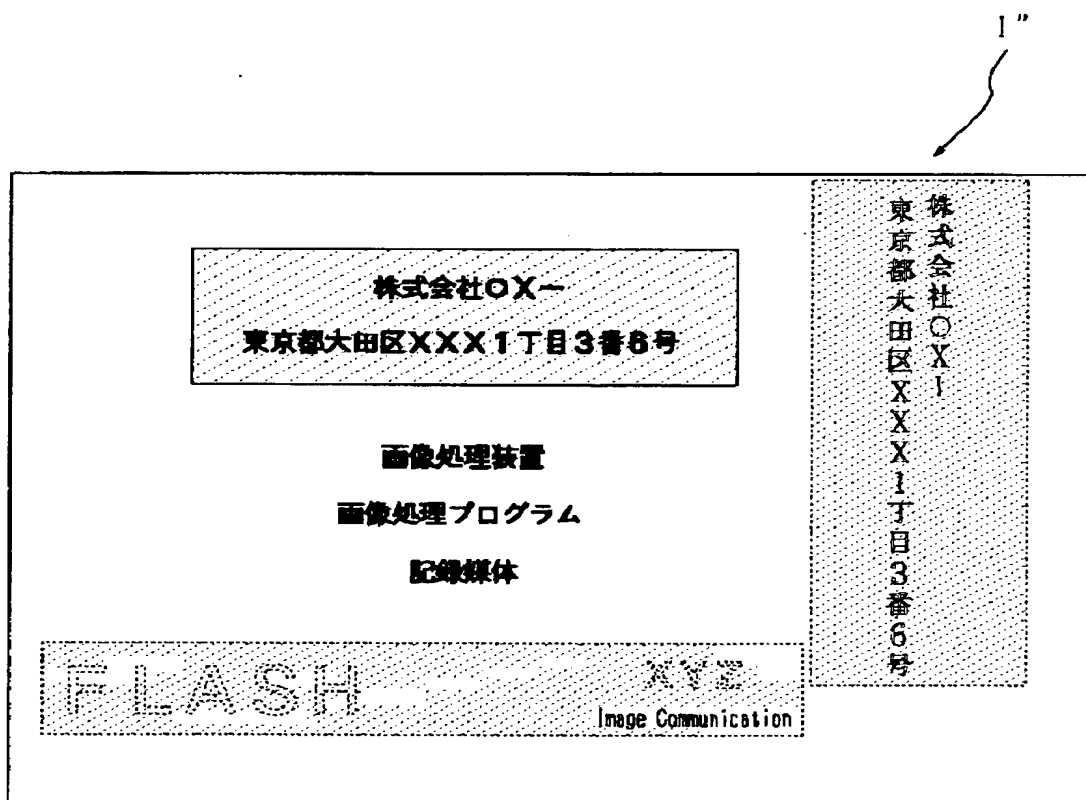 I"
株式会社〇Xー
東京都大田区XXX1丁目3番6号
画像処理装置
画像処理プログラム
記録媒体
FLASH
XYZ
Image Communication
株式会社〇Xー
東京都大田区XXX1丁目3番6号